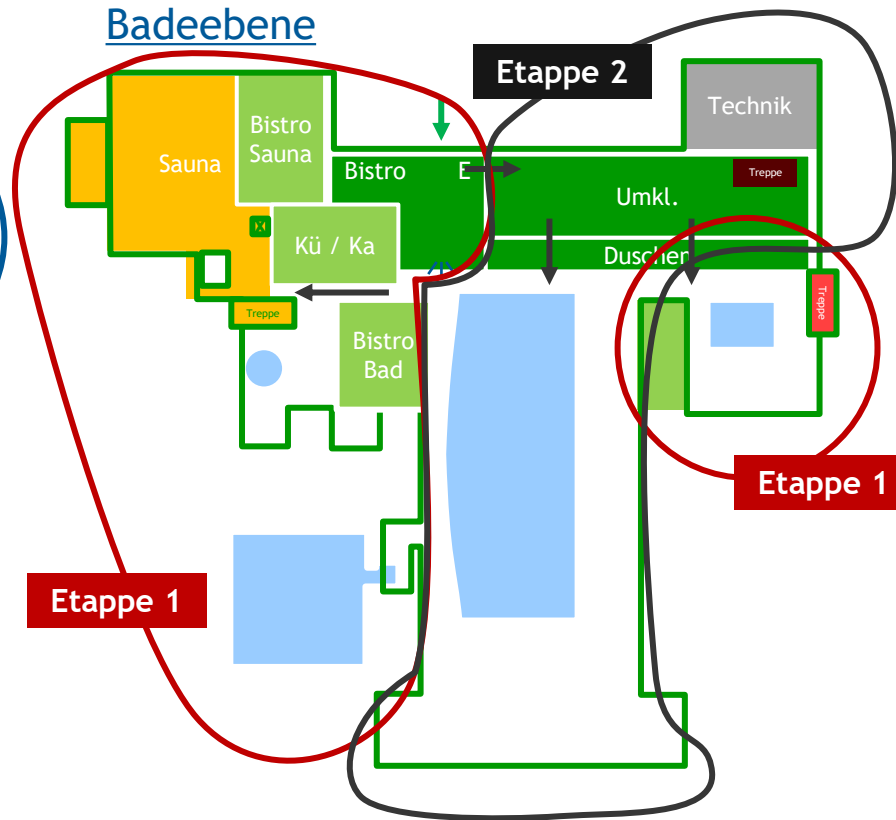 Badeebene
Etappe 2
Technik
Bistro
Sauna
Sauna
Bistro
E
Treppe
Umkl.
Kü / Ka
Duschen
Treppe
Treppe
Bistro
Bad
Etappe 1
Etappe 1